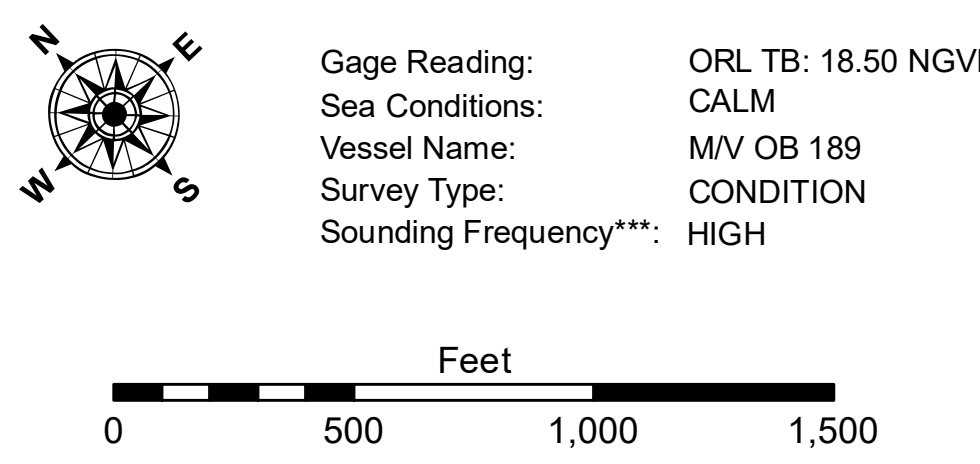 N E
W S
Gage Reading: ORL TB: 18.50
Sea Conditions: CALM
Vessel Name: M/V OB 189
Survey Type: CONDITION
Sounding Frequency***: HIGH
Feet
0 500 1,000 1,500